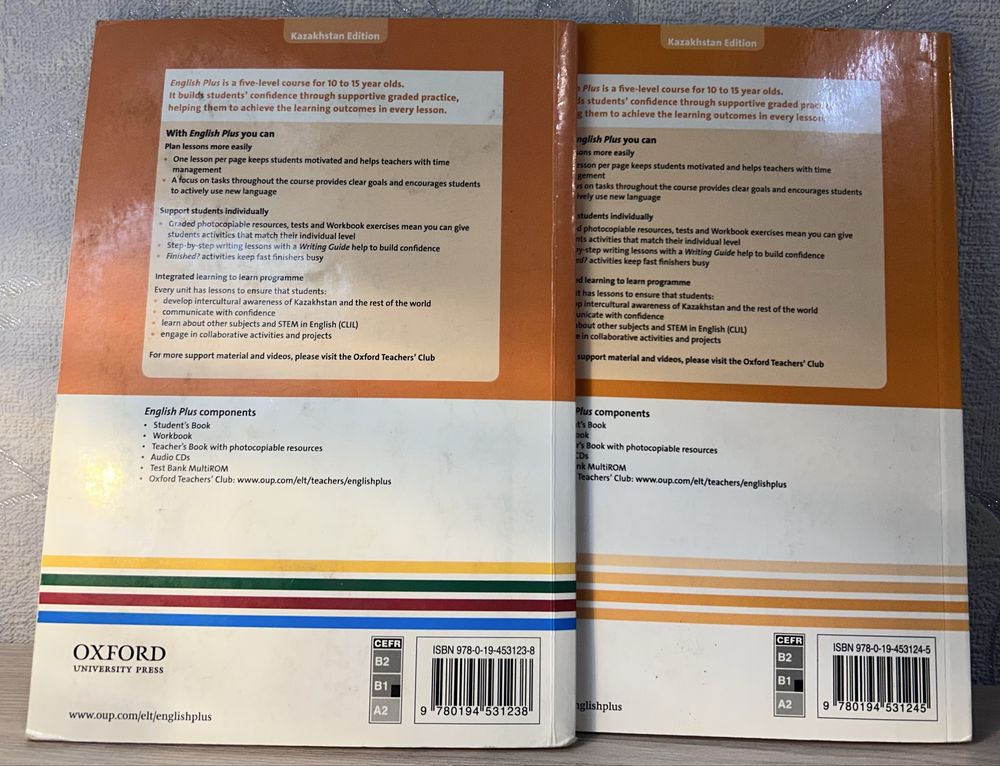 Kazakhstan Edition
English Plus is a five-level course for 10 to 15 year olds.
It builds students' confidence through supportive graded practice,
helping them to achieve the learning outcomes in every lesson.
With English Plus you can
Plan lessons more easily
• One lesson per page keeps students motivated and helps teachers with time
management
• A focus on tasks throughout the course provides clear goals and encourages students
to actively use new language
Support students individually
• Graded photocopiable resources, tests and Workbook exercises mean you can give
students activities that match their individual level
• Step-by-step writing lessons with a Writing Guide help to build confidence
• Finished? activities keep fast finishers busy
Integrated learning to learn programme
Every unit has lessons to ensure that students:
• develop intercultural awareness of Kazakhstan and the rest of the world
• communicate with confidence
• learn about other subjects and STEM in English (CLIL)
• engage in collaborative activities and projects
For more support material and videos, please visit the Oxford Teachers' Club
English Plus components
• Student's Book
• Workbook
• Teacher's Book with photocopiable resources
• Audio CDs
• Test Bank MultiROM
• Oxford Teachers' Club: www.oup.com/elt/teachers/englishplus
OXFORD
UNIVERSITY PRESS
www.oup.com/elt/englishplus
CEFR
B2
B1
A2
ISBN 978-0-19-453123-8
9 780194 531238
Kazakhstan Edition
Plus is a five-level course for 10 to 15 year olds.
students' confidence through supportive graded
them to achieve the learning outcomes in every lesson.
Plus you can
more easily
per page keeps students motivated and helps teachers with time
on tasks throughout the course provides clear goals and encourages students
use new language
students individually
photocopiable resources, tests and Workbook exercises mean you can give
activities that match their individual level
writing lessons with a Writing Guide help to build confidence
activities keep fast finishers busy
learning to learn programme
has lessons to ensure that students:
intercultural awareness of Kazakhstan and the rest of the world
with confidence
about other subjects and STEM in English (CLIL)
in collaborative activities and projects
support material and videos, please visit the Oxford Teachers' Club
Plus components
Book
Book with photocopiable resources
CDs
MultiROM
Teachers' Club: www.oup.com/elt/teachers/englishplus
nglishplus
CEFR
B2
B1
A2
ISBN 978-0-19-453124-5
9 780194 531245